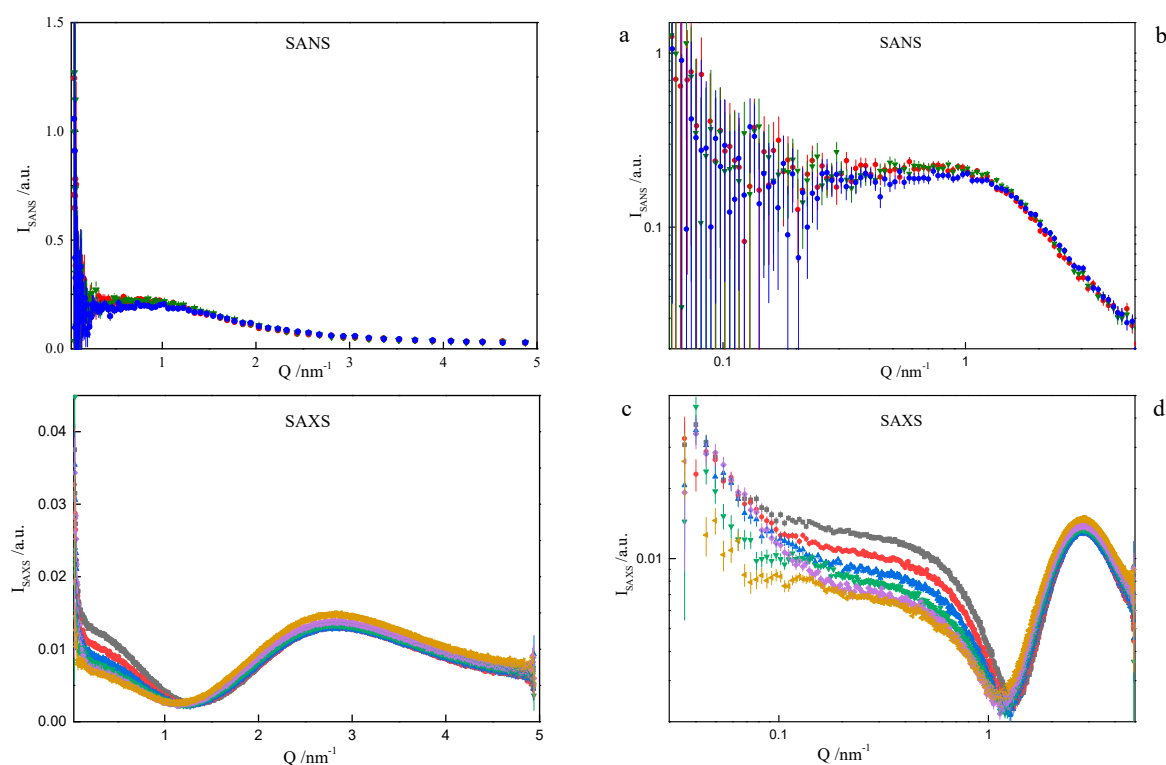 SANS
a
I_SANS /a.u.
1.5
1.0
0.5
0.0
1
2
3
4
5
Q /nm⁻¹
SANS
b
I_SANS /a.u.
1
0.1
0.1
1
Q /nm⁻¹
SAXS
c
I_SAXS /a.u.
0.04
0.03
0.02
0.01
0.00
1
2
3
4
5
Q /nm⁻¹
SAXS
d
I_SAXS /a.u.
0.01
0.1
1
Q /nm⁻¹